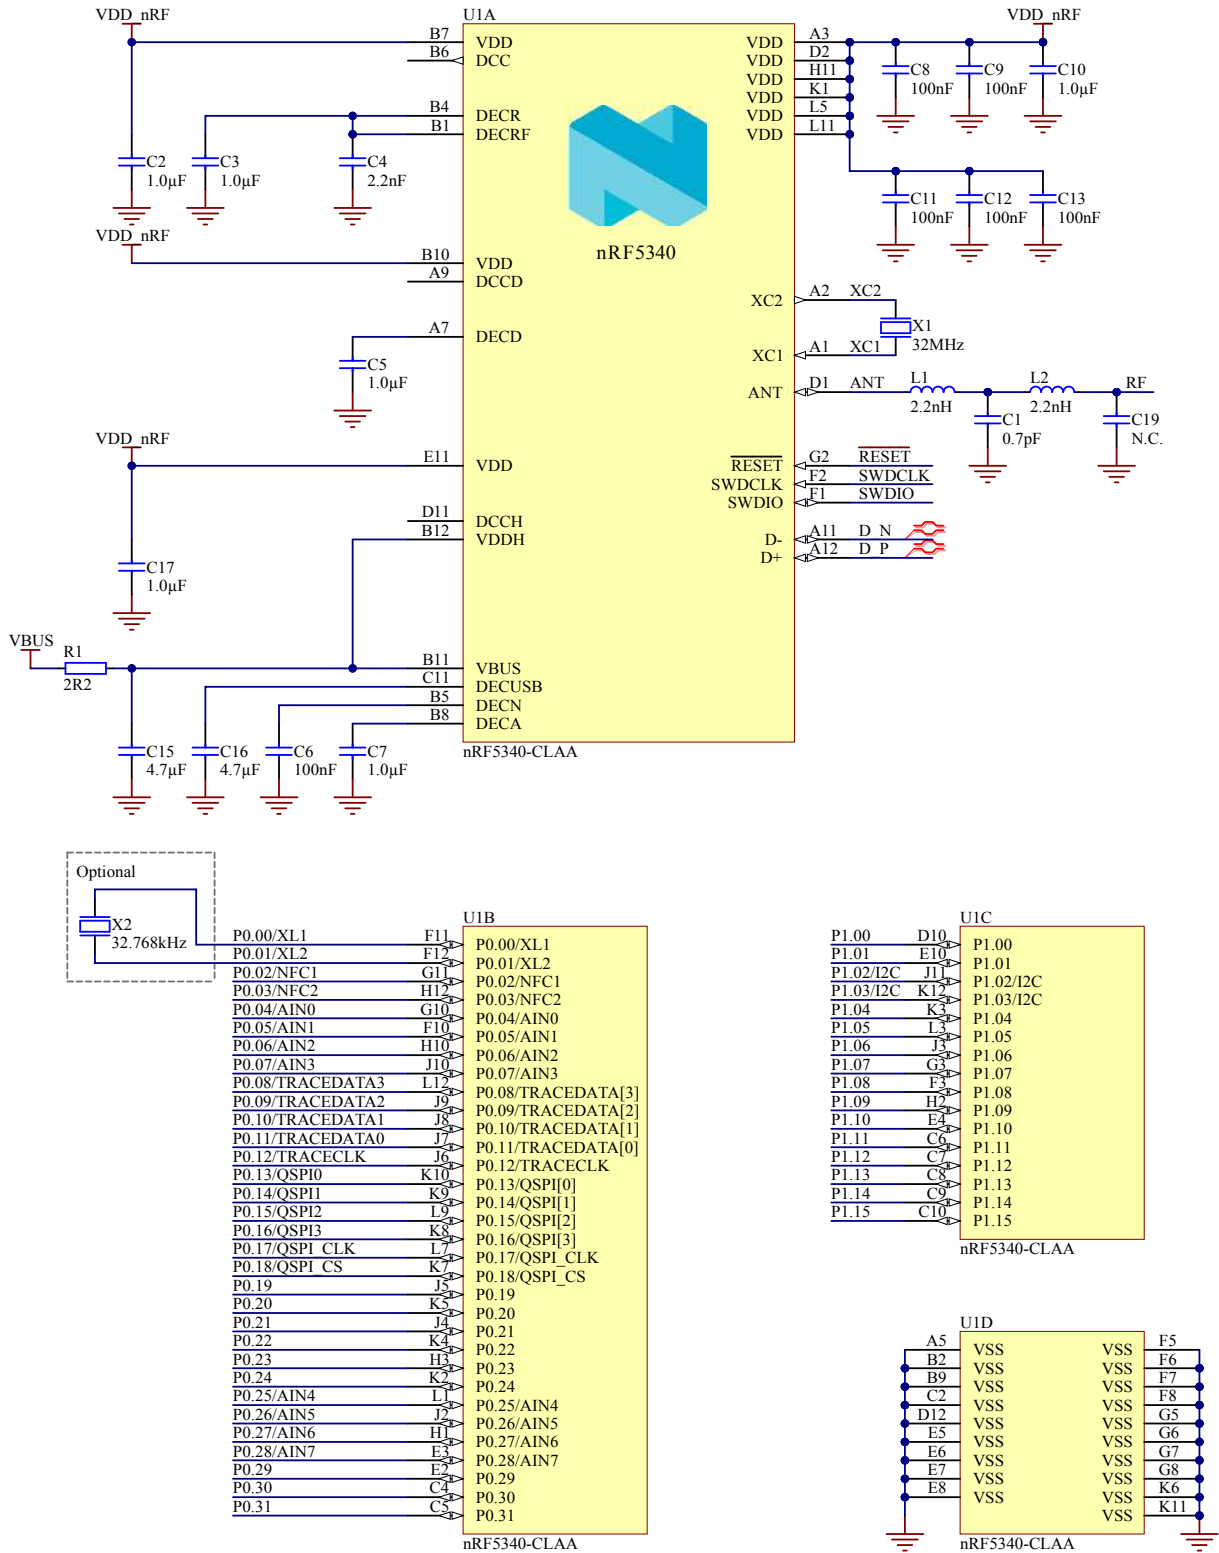 VDD_nRF
U1A
VDD_nRF
B7 VDD
B6 DCC
B4 DECR
B1 DECRF
C2 1.0µF
C3 1.0µF
C4 2.2nF
VDD A3
VDD D2
VDD H11
VDD K1
VDD L5
VDD L11
C8 100nF
C9 100nF
C10 1.0µF
C11 100nF
C12 100nF
C13 100nF
nRF5340
VDD_nRF
B10 VDD
A9 DCCD
A7 DECD
C5 1.0µF
XC2 A2 XC2
X1 32MHz
XC1 A1 XC1
ANT D1 ANT
L1 2.2nH
L2 2.2nH
RF
C1 0.7pF
C19 N.C.
VDD_nRF
E11 VDD
RESET G2 RESET
SWDCLK F2 SWDCLK
SWDIO F1 SWDIO
D11 DCCH
B12 VDDH
D- A11 D_N
D+ A12 D_P
C17 1.0µF
VBUS
R1 2R2
B11 VBUS
C11 DECUSB
B5 DECN
B8 DECA
C15 4.7µF
C16 4.7µF
C6 100nF
C7 1.0µF
nRF5340-CLAA
Optional
X2 32.768kHz
U1B
P0.00/XL1 F11 P0.00/XL1
P0.01/XL2 F12 P0.01/XL2
P0.02/NFC1 G11 P0.02/NFC1
P0.03/NFC2 H12 P0.03/NFC2
P0.04/AIN0 G10 P0.04/AIN0
P0.05/AIN1 F10 P0.05/AIN1
P0.06/AIN2 H10 P0.06/AIN2
P0.07/AIN3 J10 P0.07/AIN3
P0.08/TRACEDATA3 L12 P0.08/TRACEDATA[3]
P0.09/TRACEDATA2 J9 P0.09/TRACEDATA[2]
P0.10/TRACEDATA1 J8 P0.10/TRACEDATA[1]
P0.11/TRACEDATA0 J7 P0.11/TRACEDATA[0]
P0.12/TRACECLK J6 P0.12/TRACECLK
P0.13/QSPI0 K10 P0.13/QSPI[0]
P0.14/QSPI1 K9 P0.14/QSPI[1]
P0.15/QSPI2 L9 P0.15/QSPI[2]
P0.16/QSPI3 K8 P0.16/QSPI[3]
P0.17/QSPI_CLK L7 P0.17/QSPI_CLK
P0.18/QSPI_CS K7 P0.18/QSPI_CS
P0.19 J5 P0.19
P0.20 K5 P0.20
P0.21 J4 P0.21
P0.22 K4 P0.22
P0.23 H3 P0.23
P0.24 K2 P0.24
P0.25/AIN4 L1 P0.25/AIN4
P0.26/AIN5 J2 P0.26/AIN5
P0.27/AIN6 H1 P0.27/AIN6
P0.28/AIN7 E3 P0.28/AIN7
P0.29 E2 P0.29
P0.30 C4 P0.30
P0.31 C5 P0.31
nRF5340-CLAA
U1C
P1.00 D10 P1.00
P1.01 E10 P1.01
P1.02/I2C J11 P1.02/I2C
P1.03/I2C K12 P1.03/I2C
P1.04 K3 P1.04
P1.05 L3 P1.05
P1.06 J3 P1.06
P1.07 G3 P1.07
P1.08 F3 P1.08
P1.09 H2 P1.09
P1.10 E4 P1.10
P1.11 C6 P1.11
P1.12 C7 P1.12
P1.13 C8 P1.13
P1.14 C9 P1.14
P1.15 C10 P1.15
nRF5340-CLAA
U1D
A5 VSS VSS F5
B2 VSS VSS F6
B9 VSS VSS F7
C2 VSS VSS F8
D12 VSS VSS G5
E5 VSS VSS G6
E6 VSS VSS G7
E7 VSS VSS G8
E8 VSS VSS K6
VSS K11
nRF5340-CLAA